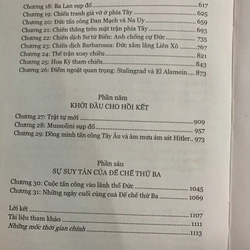 Chương 18: Ba Lan sụp đổ 617
Chương 19: Chiến tranh giả vờ ở phía Tây 625
Chương 20: Đức tấn công Đan Mạch và Na Uy 659
Chương 21: Chiến thắng trên mặt trận phía Tây 693
Chương 22: Chiến dịch Sư tử Biển: Anh chống cự Đức
Chương 23: Chiến dịch Barbarossa: Đức xâm lăng Liên Xô
Chương 24: Thế trận xoay chiều 823
Chương 25: Hoa Kỳ tham chiến 843
Chương 26: Điểm ngoặt quan trọng: Stalingrad và El Alamein 873
Phần năm
KHỞI ĐẦU CHO HỒI KẾT
Chương 27: Trật tự mới 909
Chương 28: Mussolini sụp đổ 957
Chương 29: Đồng minh tấn công Tây Âu và âm mưu ám sát Hitler
Phần sáu
SỰ SUY TÀN CỦA ĐẾ CHẾ THỨ BA
Chương 30: Cuộc tấn công vào lãnh thổ Đức 1045
Chương 31: Những ngày cuối cùng của Đế chế thứ Ba 1069
Lời kết 1107
Tài liệu tham khảo 1111
Những mốc thời gian chính 1113